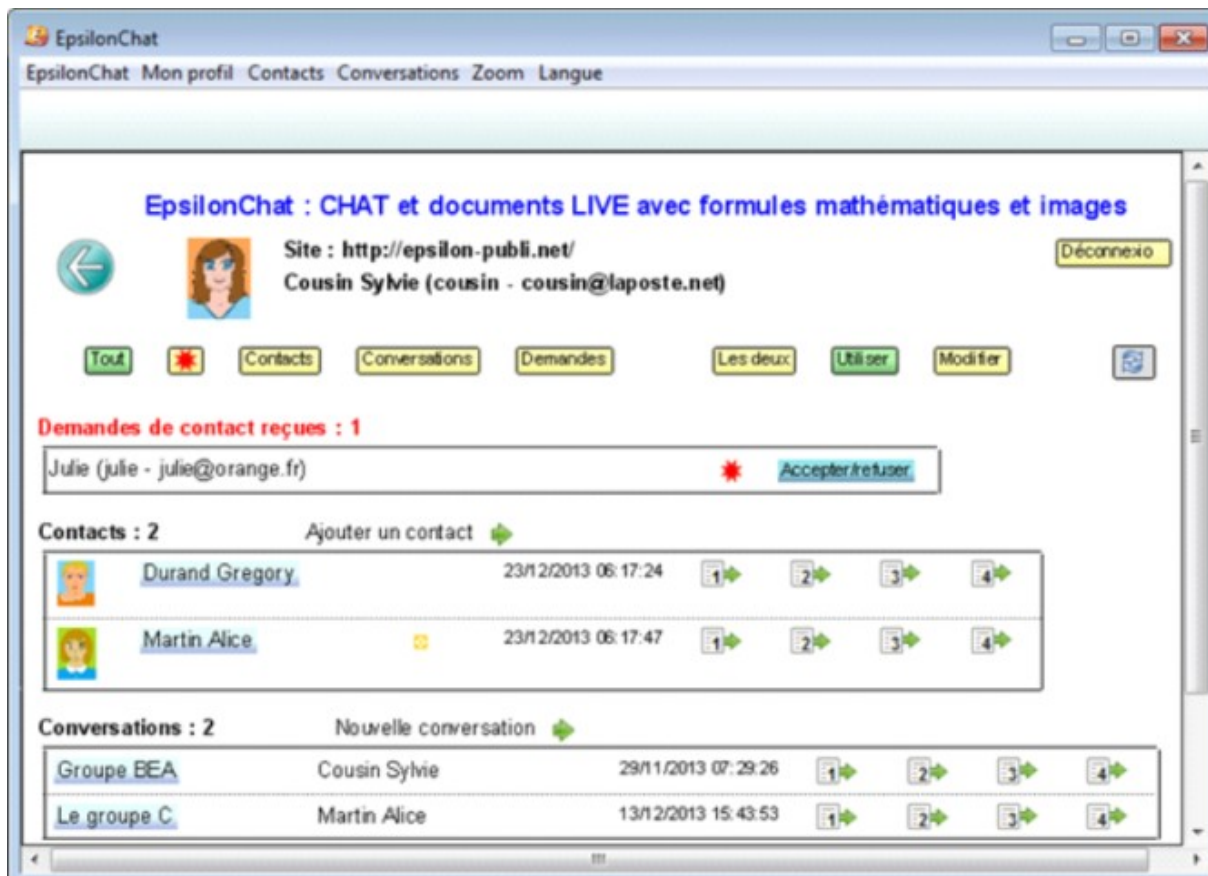 EpsilonChat
EpsilonChat Mon profil Contacts Conversations Zoom Langue
EpsilonChat : CHAT et documents LIVE avec formules mathématiques et images
Site : http://epsilon-publi.net/
Déconnexio
Cousin Sylvie (cousin - cousin@laposte.net)
Tout Contacts Conversations Demandes Les deux Utiliser Modifier
Demandes de contact reçues : 1
Julie (julie - julie@orange.fr) Accepter/refuser
Contacts : 2 Ajouter un contact
Durand Gregory 23/12/2013 06:17:24 1 2 3 4
Martin Alice 23/12/2013 06:17:47 1 2 3 4
Conversations : 2 Nouvelle conversation
Groupe BEA Cousin Sylvie 29/11/2013 07:29:26 1 2 3 4
Le groupe C Martin Alice 13/12/2013 15:43:53 1 2 3 4